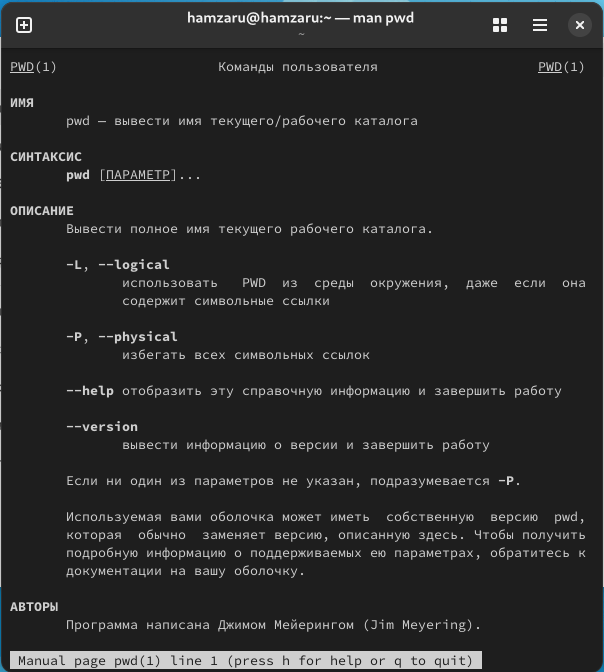 hamzaru@hamzaru:~ — man pwd
~
PWD(1) Команды пользователя PWD(1)
ИМЯ
pwd – вывести имя текущего/рабочего каталога
СИНТАКСИС
pwd [ПАРАМЕТР]...
ОПИСАНИЕ
Вывести полное имя текущего рабочего каталога.
-L, --logical
использовать PWD из среды окружения, даже если она
содержит символьные ссылки
-P, --physical
избегать всех символьных ссылок
--help отобразить эту справочную информацию и завершить работу
--version
вывести информацию о версии и завершить работу
Если ни один из параметров не указан, подразумевается -P.
Используемая вами оболочка может иметь собственную версию pwd,
которая обычно заменяет версию, описанную здесь. Чтобы получить
подробную информацию о поддерживаемых ею параметрах, обратитесь к
документации на вашу оболочку.
АВТОРЫ
Программа написана Джимом Мейерингом (Jim Meyering).
Manual page pwd(1) line 1 (press h for help or q to quit)